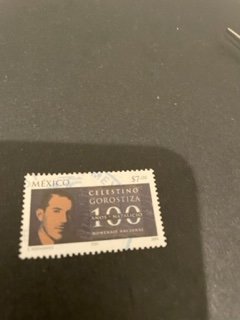 MÉXICO $7.00
CELESTINO
GOROSTIZA
100
AÑOS NATALICIO
HOMENAJE NACIONAL